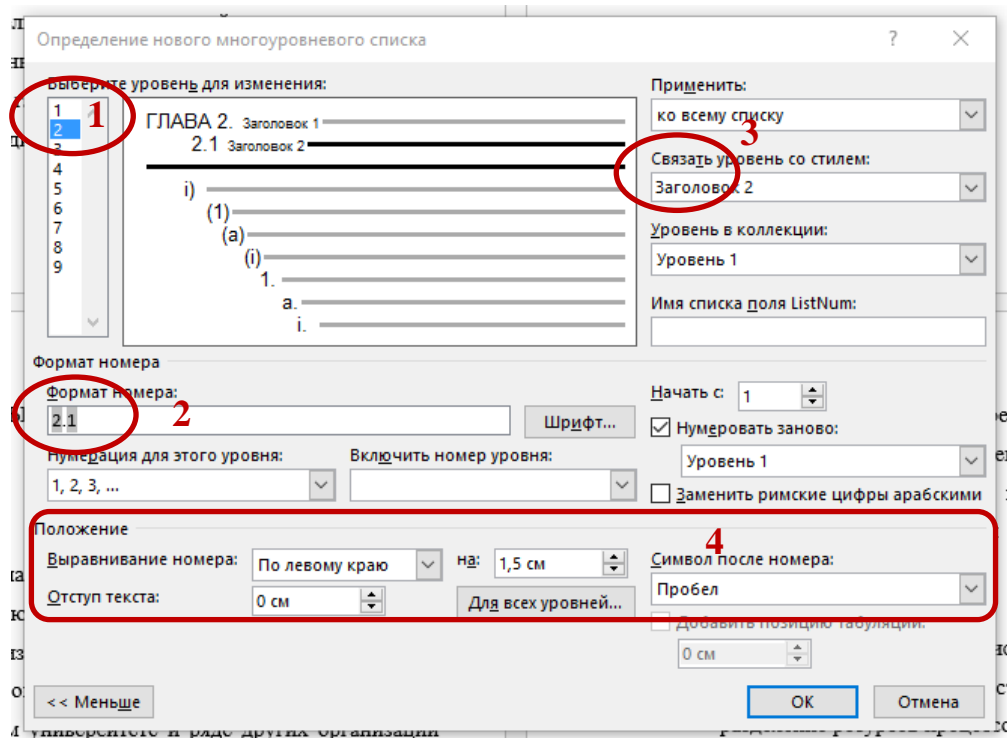 Определение нового многоуровневого списка ?
Выберите уровень для изменения:
1
2
3
4
5
6
7
8
9
1
ГЛАВА 2. Заголовок 1
2.1 Заголовок 2
i)
(1)
(a)
(i)
1.
a.
i.
Применить:
ко всему списку
3
Связать уровень со стилем:
Заголовок 2
Уровень в коллекции:
Уровень 1
Имя списка поля ListNum:
Формат номера
Формат номера:
2.1
2
Шрифт...
Начать с: 1
Нумеровать заново:
Уровень 1
Нумерация для этого уровня: Включить номер уровня:
1, 2, 3, ...
Заменить римские цифры арабскими
Положение
4
Выравнивание номера: По левому краю на: 1,5 см
Символ после номера:
Пробел
Отступ текста: 0 см Для всех уровней...
Добавить позицию табуляции:
0 см
<< Меньше
ОК
Отмена
университете и ряде других организаций